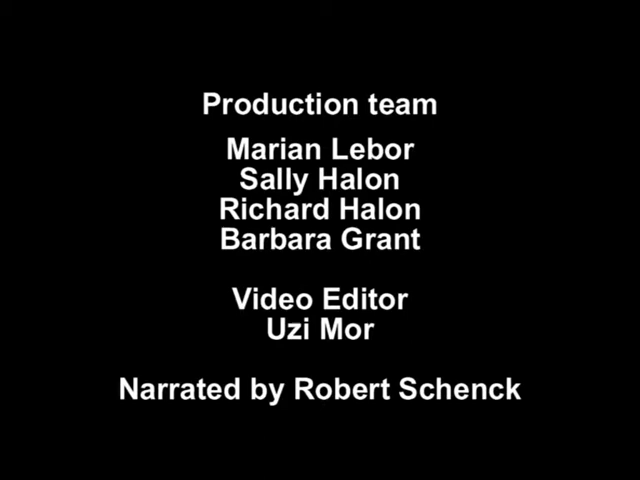 Production team
Marian Lebor
Sally Halon
Richard Halon
Barbara Grant
Video Editor
Uzi Mor
Narrated by Robert Schenck